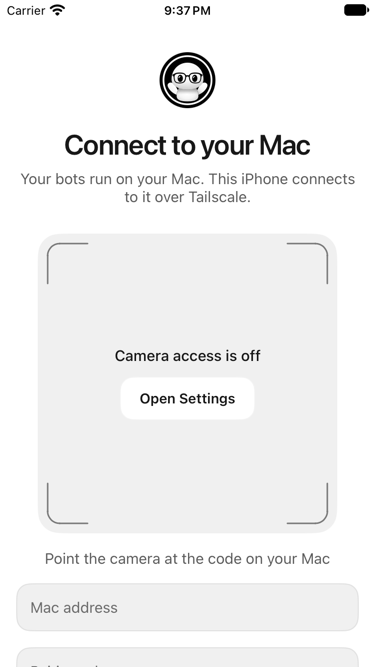 Carrier 9:37 PM
Connect to your Mac
Your bots run on your Mac. This iPhone connects
to it over Tailscale.
Camera access is off
Open Settings
Point the camera at the code on your Mac
Mac address